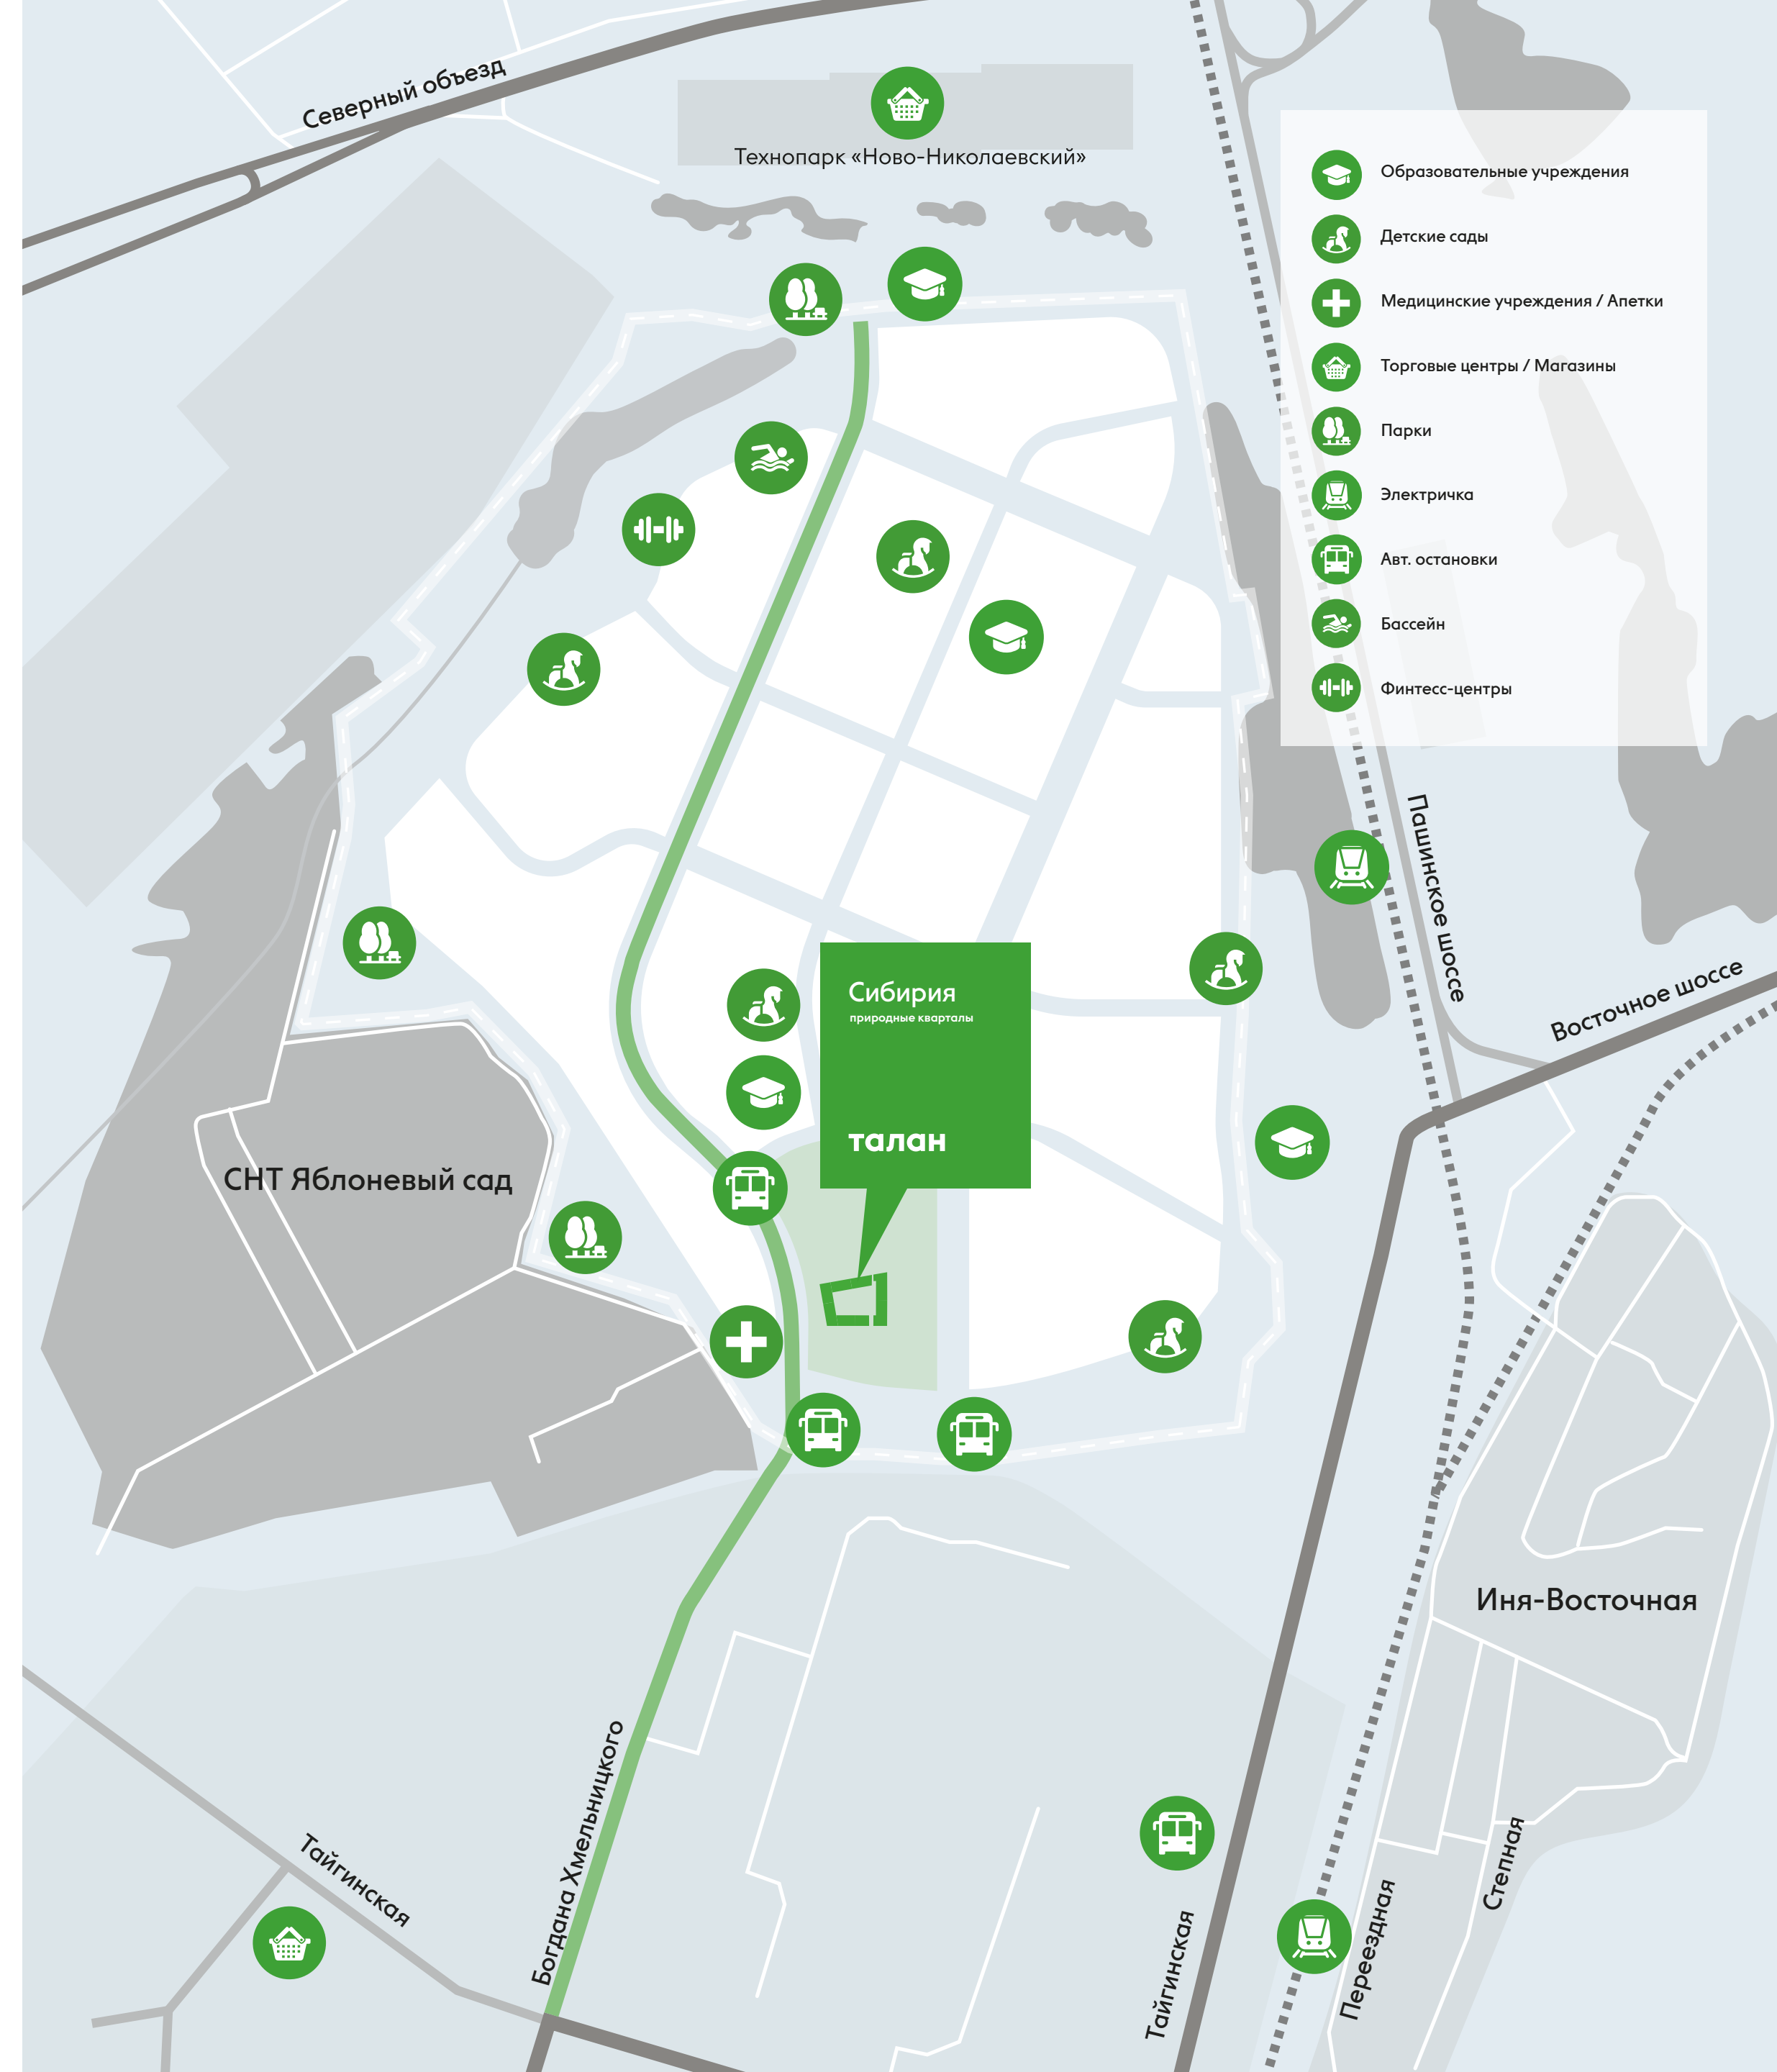 Северный объезд
Технопарк «Ново-Николаевский»
Образовательные учреждения
Детские сады
Медицинские учреждения / Апетки
Торговые центры / Магазины
Парки
Электричка
Авт. остановки
Бассейн
Финтесс-центры
Пашинское шоссе
Восточное шоссе
Сибирия
природные кварталы
талан
СНТ Яблоневый сад
Иня-Восточная
Богдана Хмельницкого
Тайгинская
Тайгинская
Переездная
Степная